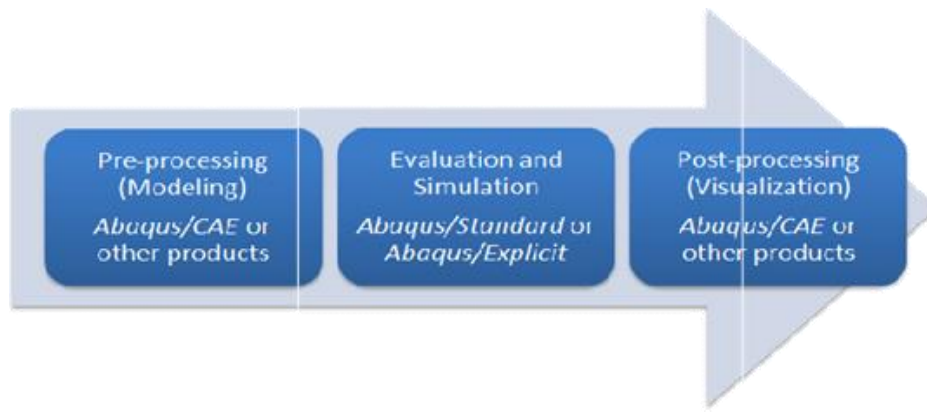 Pre-processing
(Modeling)
Abaqus/CAE or
other products
Evaluation and
Simulation
Abaqus/Standard or
Abaqus/Explicit
Post-processing
(Visualization)
Abaqus/CAE or
other products